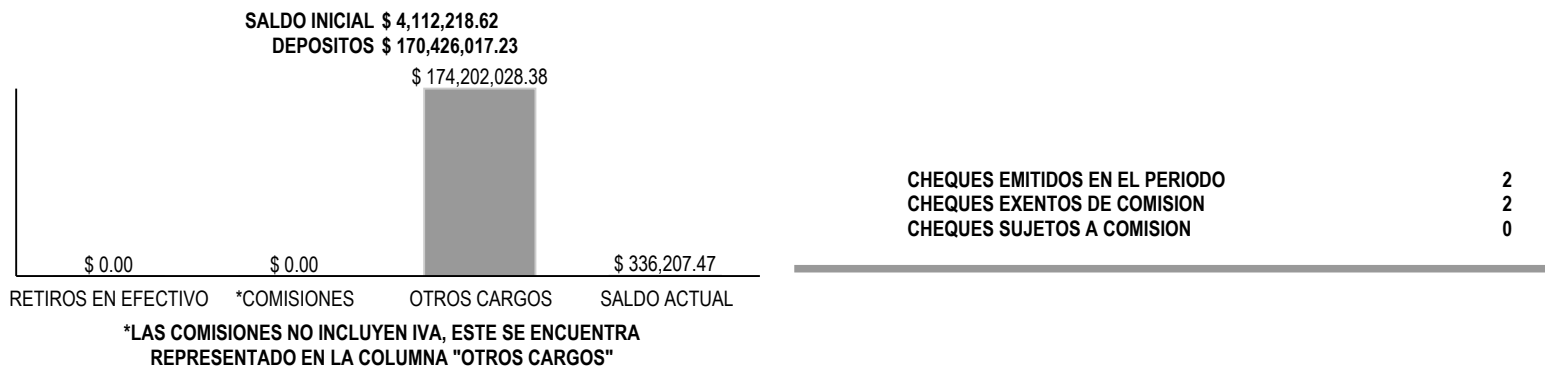 SALDO INICIAL $ 4,112,218.62
DEPOSITOS $ 170,426,017.23
$ 174,202,028.38
$ 0.00 $ 0.00 $ 336,207.47
RETIROS EN EFECTIVO *COMISIONES OTROS CARGOS SALDO ACTUAL
*LAS COMISIONES NO INCLUYEN IVA, ESTE SE ENCUENTRA
REPRESENTADO EN LA COLUMNA "OTROS CARGOS"
CHEQUES EMITIDOS EN EL PERIODO 2
CHEQUES EXENTOS DE COMISION 2
CHEQUES SUJETOS A COMISION 0